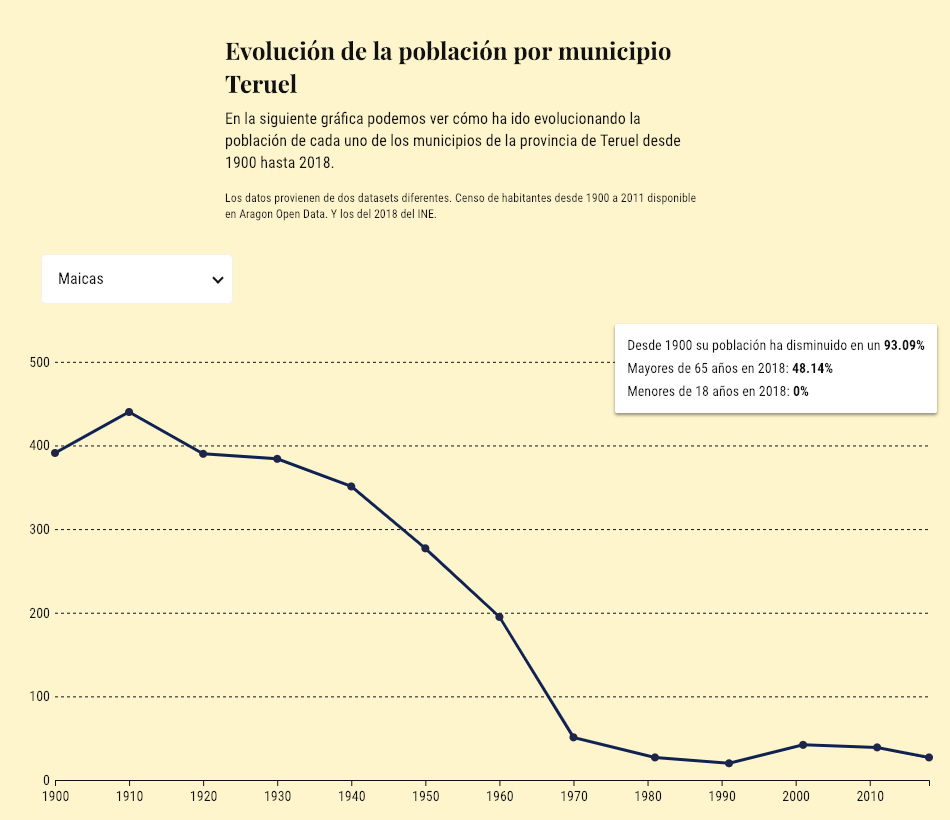 Evolución de la población por municipio
Teruel
En la siguiente gráfica podemos ver cómo ha ido evolucionando la
población de cada uno de los municipios de la provincia de Teruel desde
1900 hasta 2018.
Los datos provienen de dos datasets diferentes. Censo de habitantes desde 1900 a 2011 disponible
en Aragon Open Data. Y los del 2018 del INE.
Maicas
Desde 1900 su población ha disminuido en un 93.09%
Mayores de 65 años en 2018: 48.14%
Menores de 18 años en 2018: 0%
500
400
300
200
100
0
1900 1910 1920 1930 1940 1950 1960 1970 1980 1990 2000 2010